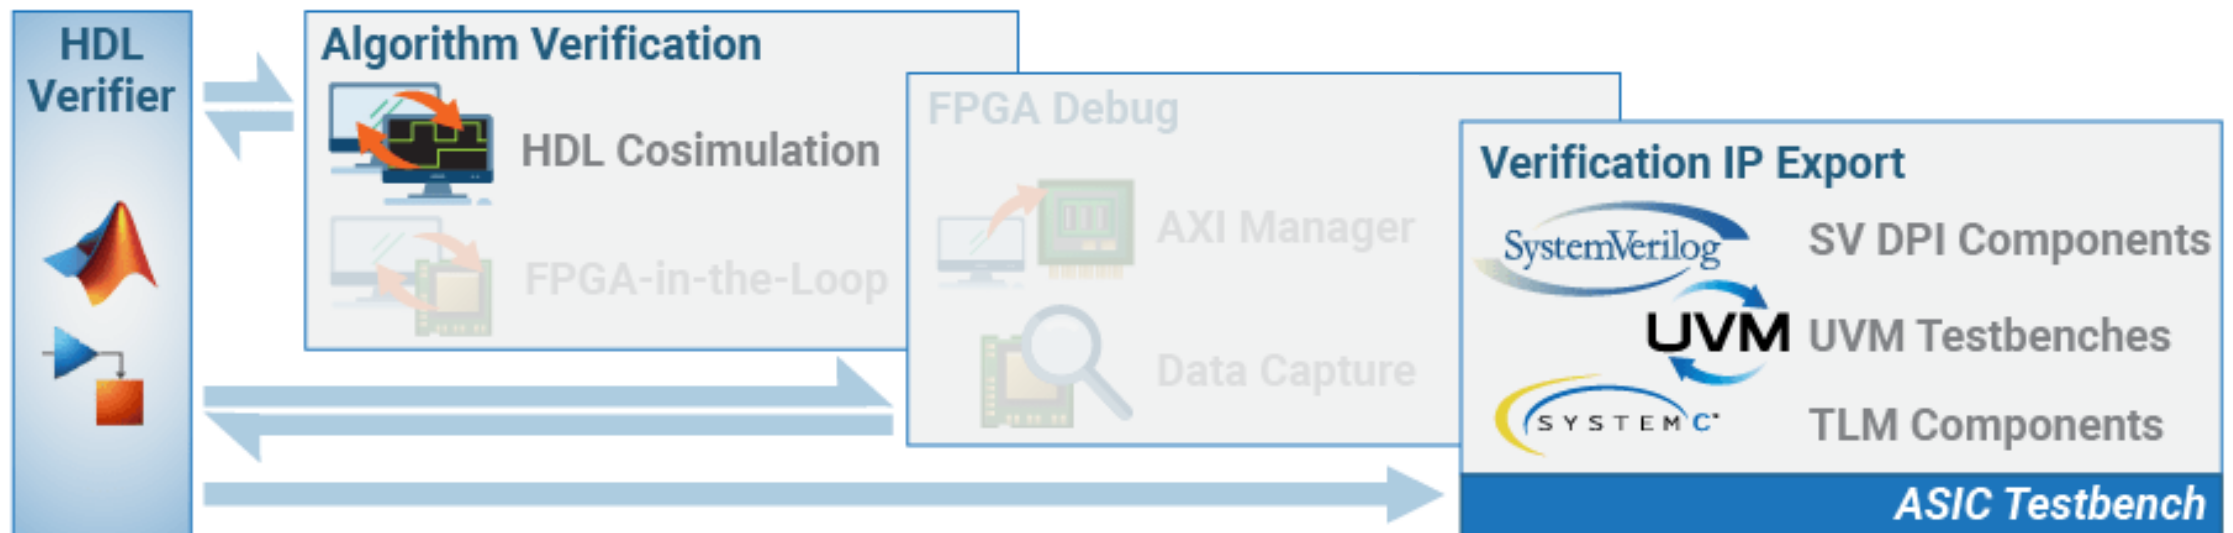 HDL
Verifier
Algorithm Verification
HDL Cosimulation
FPGA-in-the-Loop
FPGA Debug
AXI Manager
Data Capture
Verification IP Export
SystemVerilog
SV DPI Components
UVM
UVM Testbenches
SYSTEM C
TLM Components
ASIC Testbench